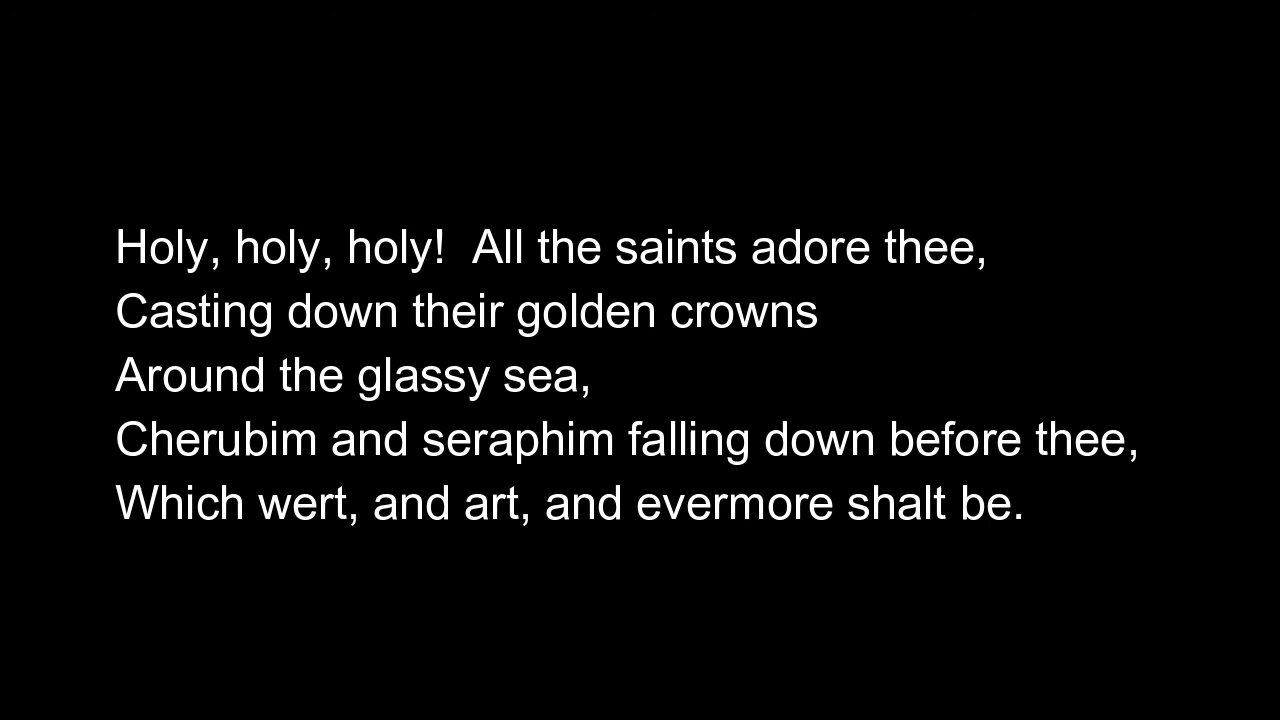 Holy, holy, holy!  All the saints adore thee,
Casting down their golden crowns
Around the glassy sea,
Cherubim and seraphim falling down before thee,
Which wert, and art, and evermore shalt be.